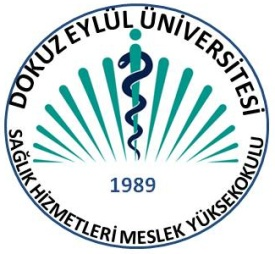 DOKUZ EYLÜL ÜNİVERSİTESİ
1989
SAĞLIK HİZMETLERİ MESLEK YÜKSEKOKULU